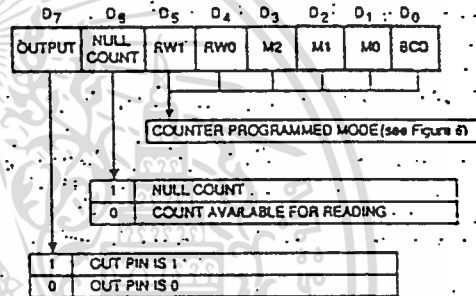 D7 D6 D5 D4 D3 D2 D1 D0
OUTPUT NULL COUNT RW1 RW0 M2 M1 M0 BCD
COUNTER PROGRAMMED MODE (see Figure 6)
1 NULL COUNT
0 COUNT AVAILABLE FOR READING
1 OUT PIN IS 1
0 OUT PIN IS 0